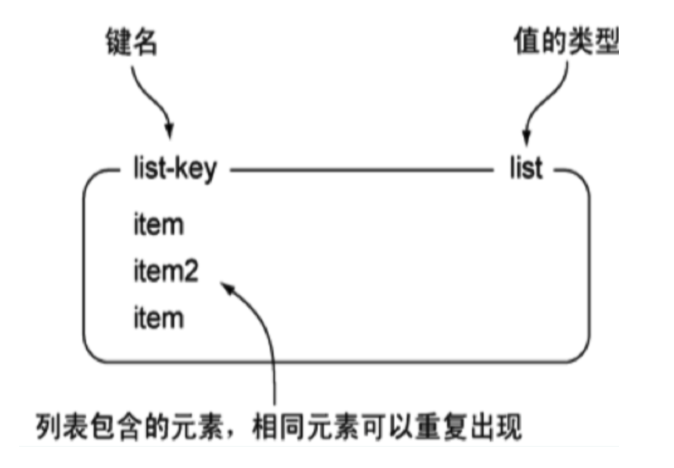 键名
值的类型
list-key
list
item
item2
item
列表包含的元素，相同元素可以重复出现